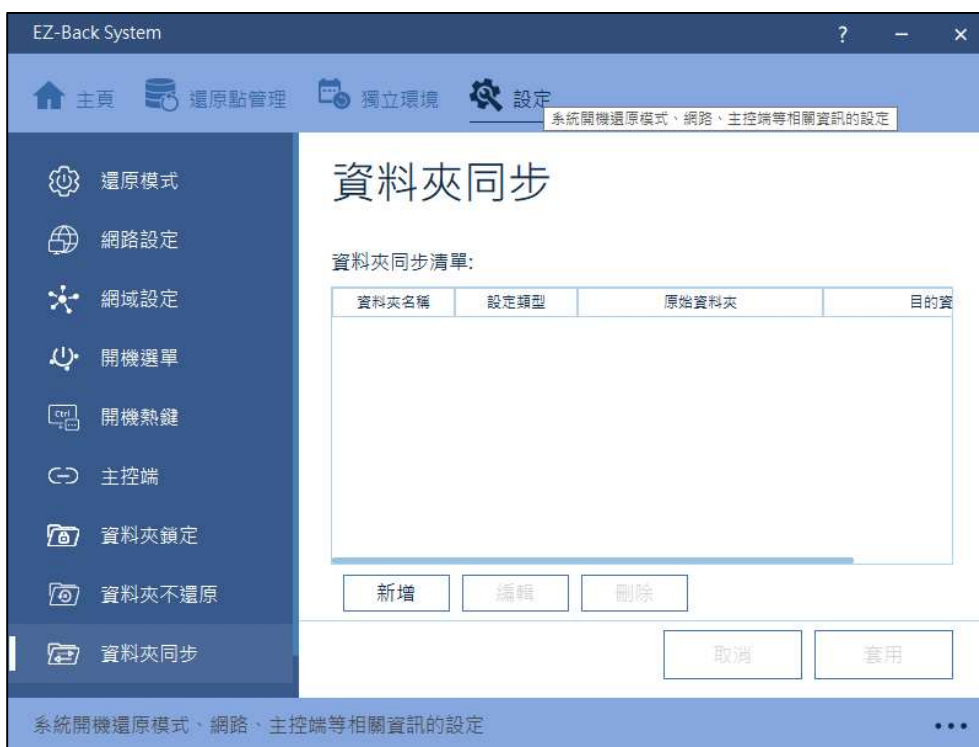 EZ-Back System
?
主頁 還原點管理 獨立環境 設定
系統開機還原模式、網路、主控端等相關資訊的設定
還原模式
網路設定
網域設定
開機選單
開機熱鍵
Ctrl
主控端
資料夾鎖定
資料夾不還原
資料夾同步
資料夾同步
資料夾同步清單:
資料夾名稱 設定類型 原始資料夾 目的資
新增 編輯 刪除
取消 套用
系統開機還原模式、網路、主控端等相關資訊的設定